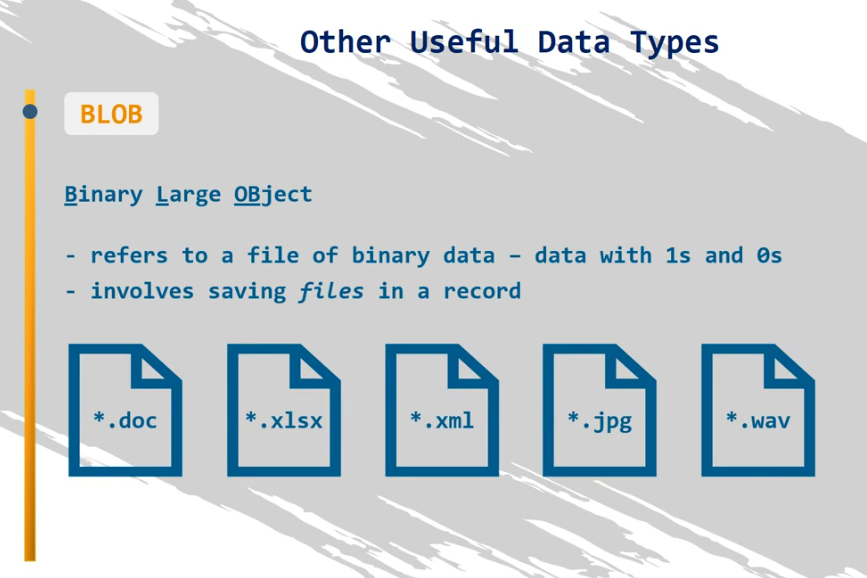 Other Useful Data Types
BLOB
Binary Large OBject
- refers to a file of binary data – data with 1s and 0s
- involves saving files in a record
*.doc
*.xlsx
*.xml
*.jpg
*.wav